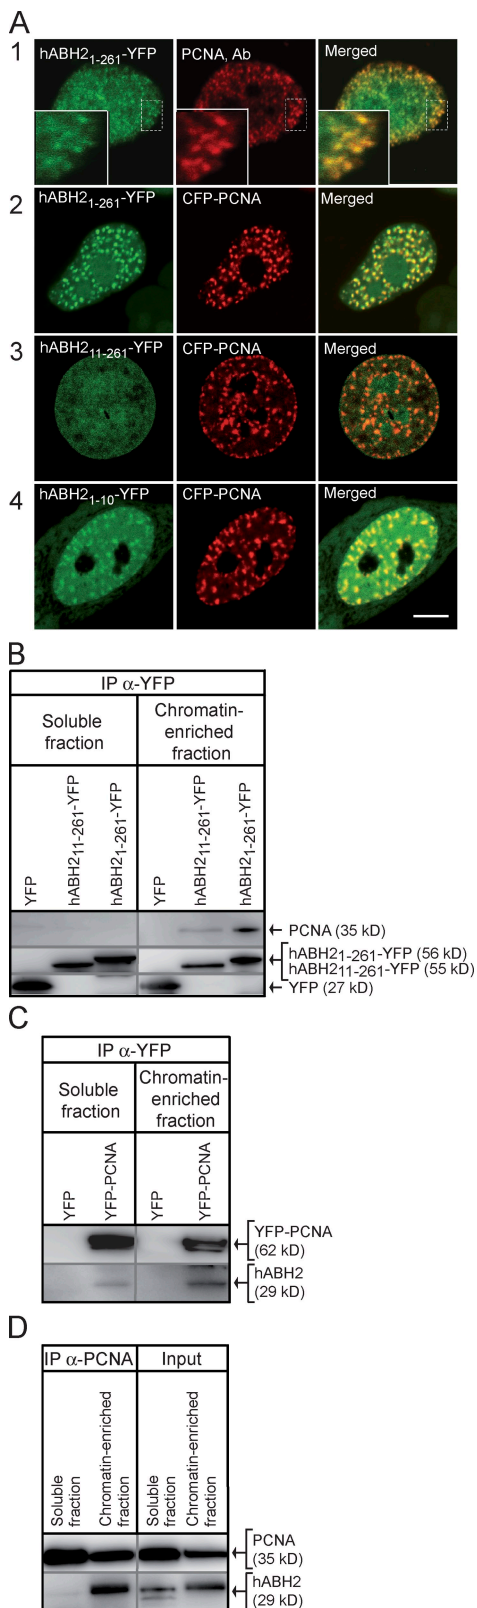 A
1
hABH2₁₋₂₆₁-YFP PCNA, Ab Merged
2
hABH2₁₋₂₆₁-YFP CFP-PCNA Merged
3
hABH2₁₁₋₂₆₁-YFP CFP-PCNA Merged
4
hABH2₁₋₁₀-YFP CFP-PCNA Merged
B
IP α-YFP
Soluble
fraction
Chromatin-
enriched
fraction
YFP
hABH2₁₁₋₂₆₁-YFP
hABH2₁₋₂₆₁-YFP
YFP
hABH2₁₁₋₂₆₁-YFP
hABH2₁₋₂₆₁-YFP
PCNA (35 kD)
hABH2₁₋₂₆₁-YFP (56 kD)
hABH2₁₁₋₂₆₁-YFP (55 kD)
YFP (27 kD)
C
IP α-YFP
Soluble
fraction
Chromatin-
enriched
fraction
YFP
YFP-PCNA
YFP
YFP-PCNA
YFP-PCNA
(62 kD)
hABH2
(29 kD)
D
IP α-PCNA Input
Soluble
fraction
Chromatin-enriched
fraction
Soluble
fraction
Chromatin-enriched
fraction
PCNA
(35 kD)
hABH2
(29 kD)